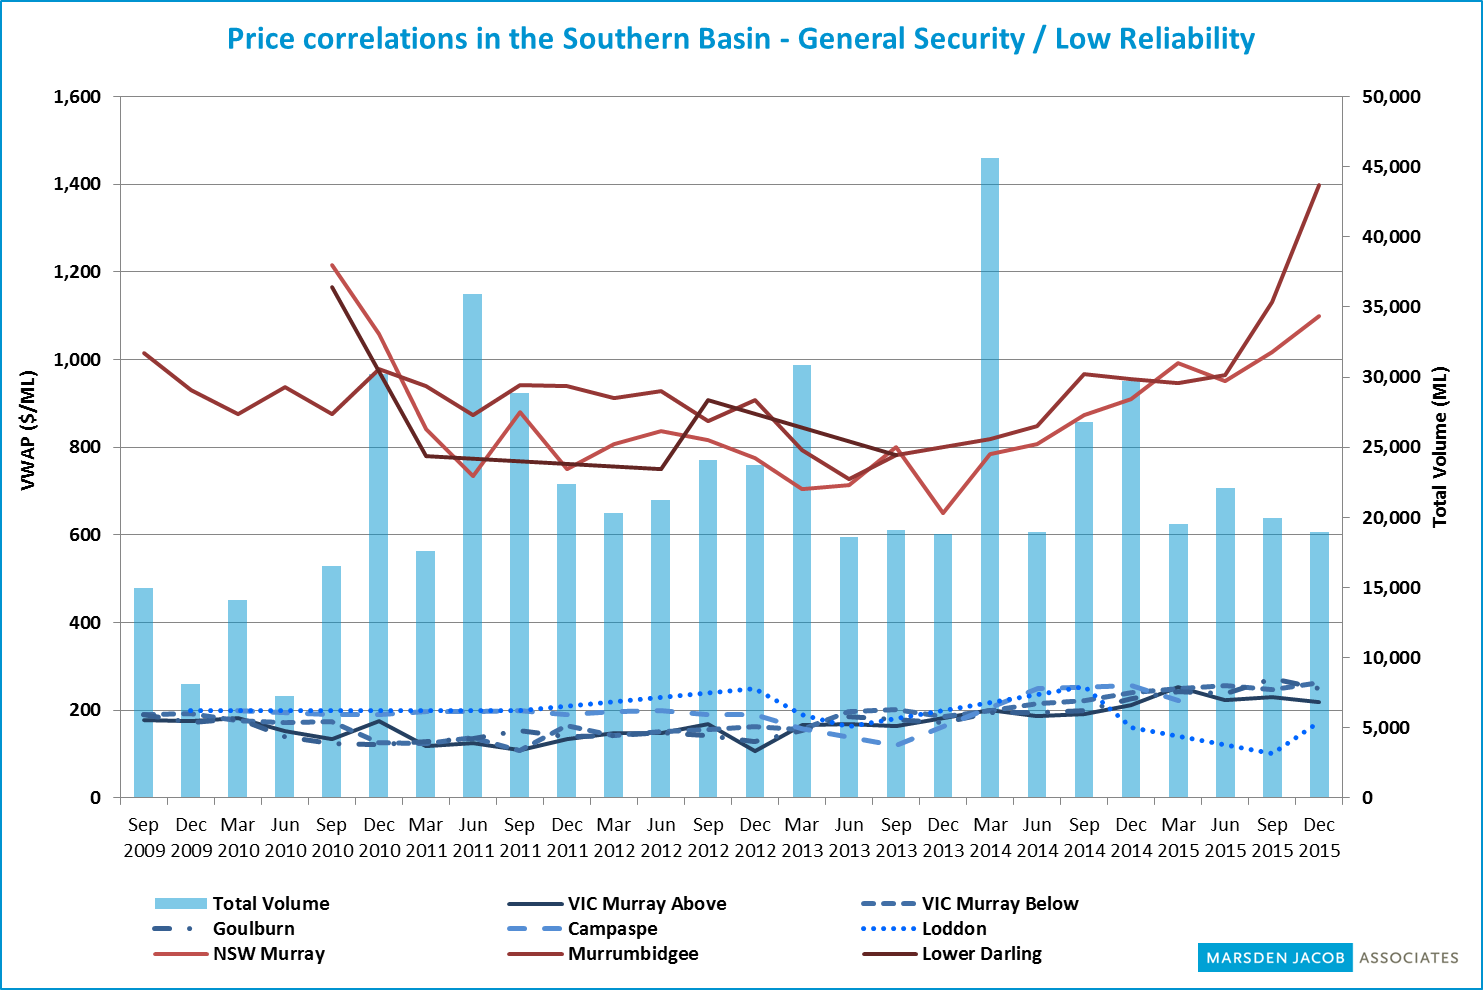 Price correlations in the Southern Basin - General Security / Low Reliability
1,600
1,400
1,200
1,000
800
600
400
200
0
VWAP ($/ML)
50,000
45,000
40,000
35,000
30,000
25,000
20,000
15,000
10,000
5,000
0
Total Volume (ML)
Sep Dec Mar Jun Sep Dec Mar Jun Sep Dec Mar Jun Sep Dec Mar Jun Sep Dec Mar Jun Sep Dec Mar Jun Sep Dec
2009 2009 2010 2010 2010 2010 2011 2011 2011 2011 2012 2012 2012 2012 2013 2013 2013 2013 2014 2014 2014 2014 2015 2015 2015 2015
Total Volume VIC Murray Above VIC Murray Below
Goulburn Campaspe Loddon
NSW Murray Murrumbidgee Lower Darling
MARSDEN JACOB ASSOCIATES